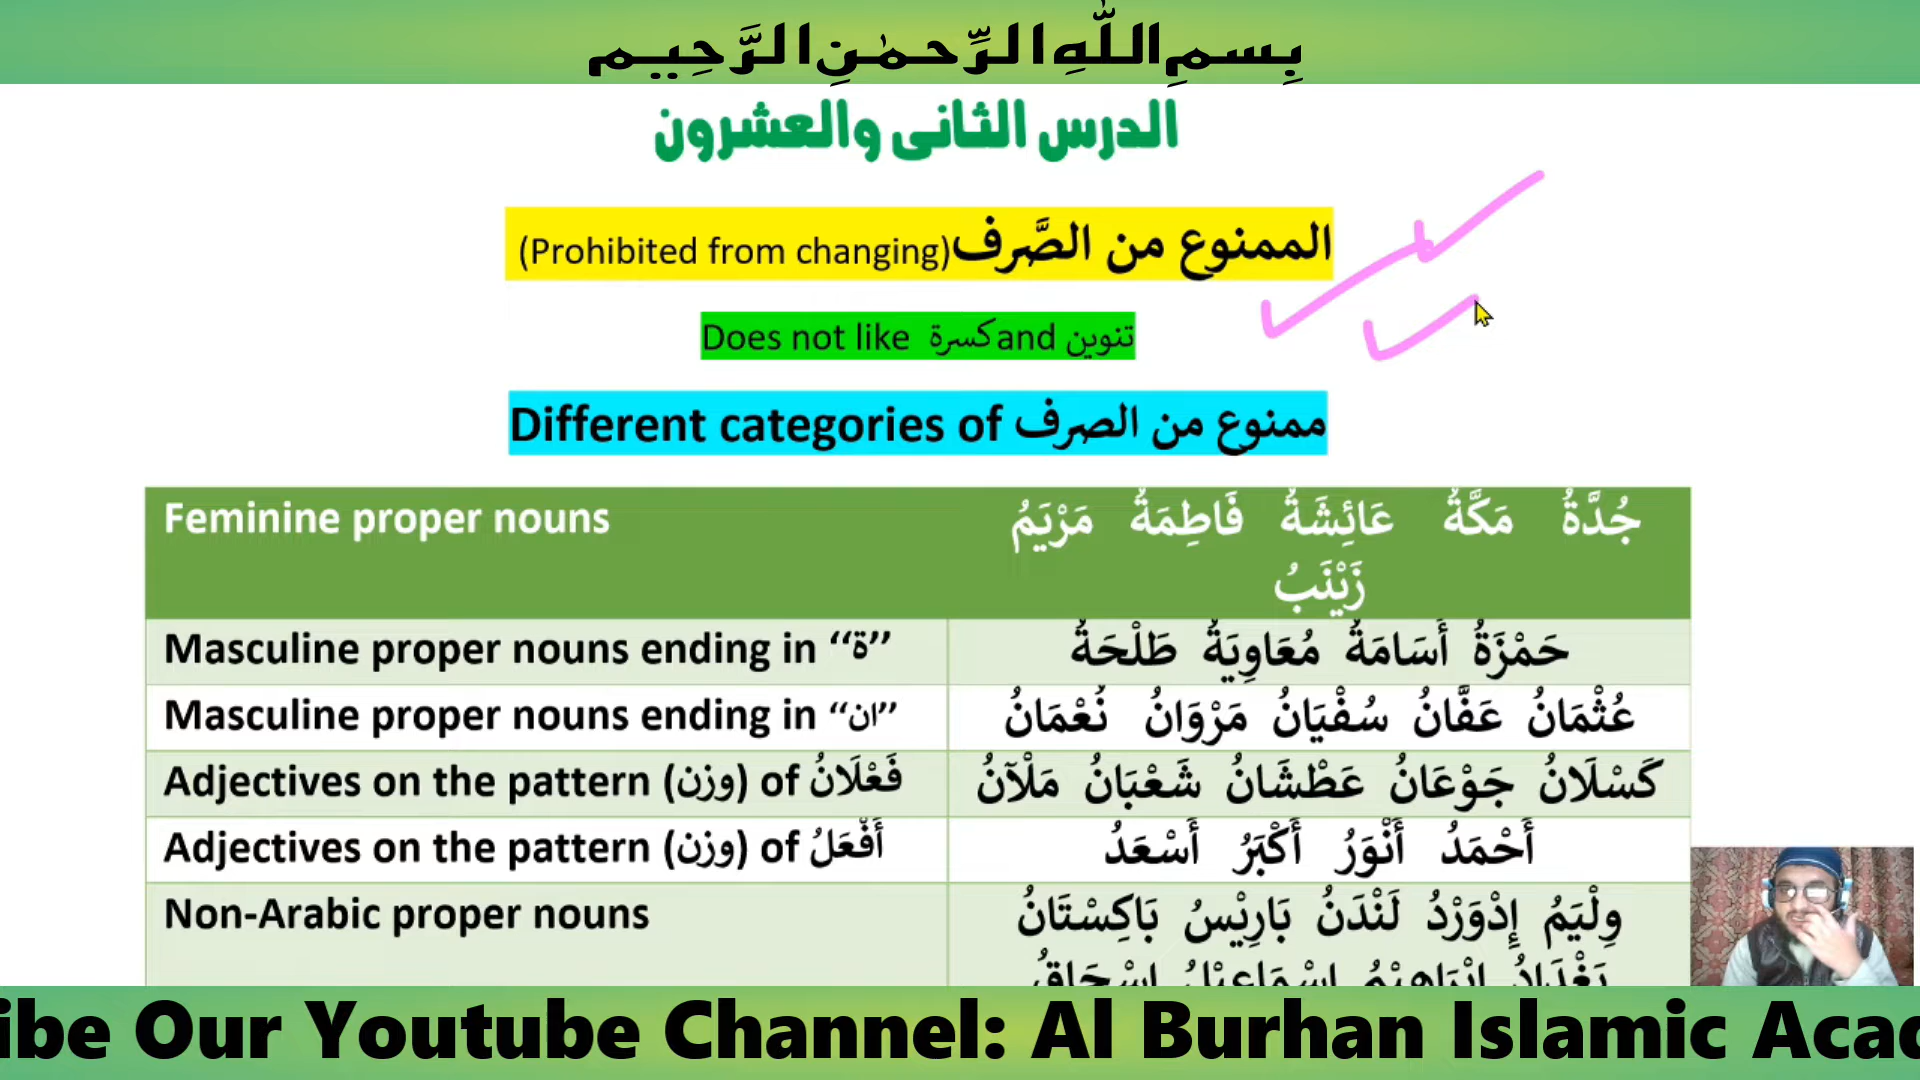 بِسمِ اللّٰهِ الرَّحمٰنِ الرَّحِيم
الدرس الثانى والعشرون
الممنوع من الصَّرف(Prohibited from changing)
Does not like كسرة and تنوين
Different categories of ممنوع من الصرف
Feminine proper nouns
جُدَّةُ مَكَّةُ عَائِشَةُ فَاطِمَةُ مَرْيَمُ
زَيْنَبُ
Masculine proper nouns ending in “ة”
حَمْزَةُ أُسَامَةُ مُعَاوِيَةُ طَلْحَةُ
Masculine proper nouns ending in “ان”
عُثْمَانُ عَفَّانُ سُفْيَانُ مَرْوَانُ نُعْمَانُ
Adjectives on the pattern (وزن) of فَعْلَانُ
كَسْلَانُ جَوْعَانُ عَطْشَانُ شَعْبَانُ مَلْآنُ
Adjectives on the pattern (وزن) of أَفْعَلُ
أَحْمَدُ أَنْوَرُ أَكْبَرُ أَسْعَدُ
Non-Arabic proper nouns
وِلْيَمُ إِدْوَرْدُ لَنْدَنُ بَارِيْسُ بَاكِسْتَانُ
بَغْدَادُ إِبْرَاهِيْمُ إِسْمَاعِيْلُ إِسْحَاقُ
ibe Our Youtube Channel: Al Burhan Islamic Acad